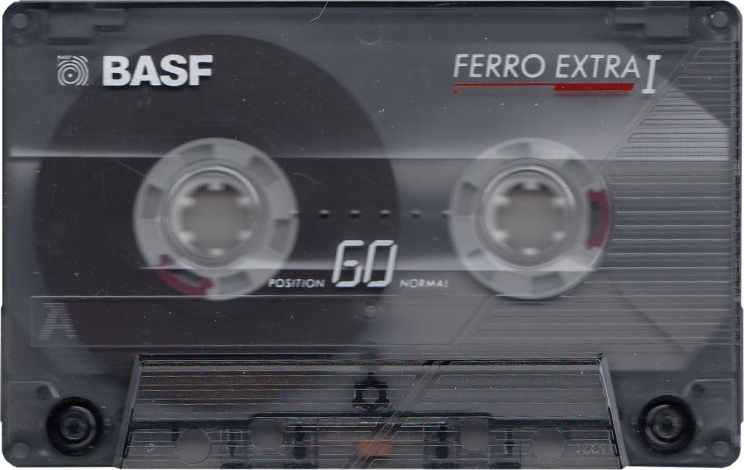 BASF
FERRO EXTRA I
POSITION 60 NORMAL
A